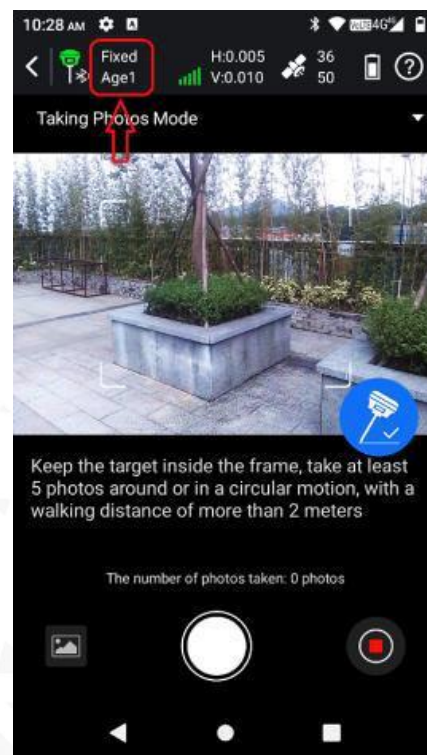 10:28 AM
4G
Fixed
H:0.005
36
Age1
V:0.010
50
?
Taking Photos Mode
Keep the target inside the frame, take at least
5 photos around or in a circular motion, with a
walking distance of more than 2 meters
The number of photos taken: 0 photos